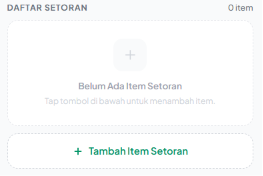 DAFTAR SETORAN 0 item
Belum Ada Item Setoran
Tap tombol di bawah untuk menambah item.
+ Tambah Item Setoran